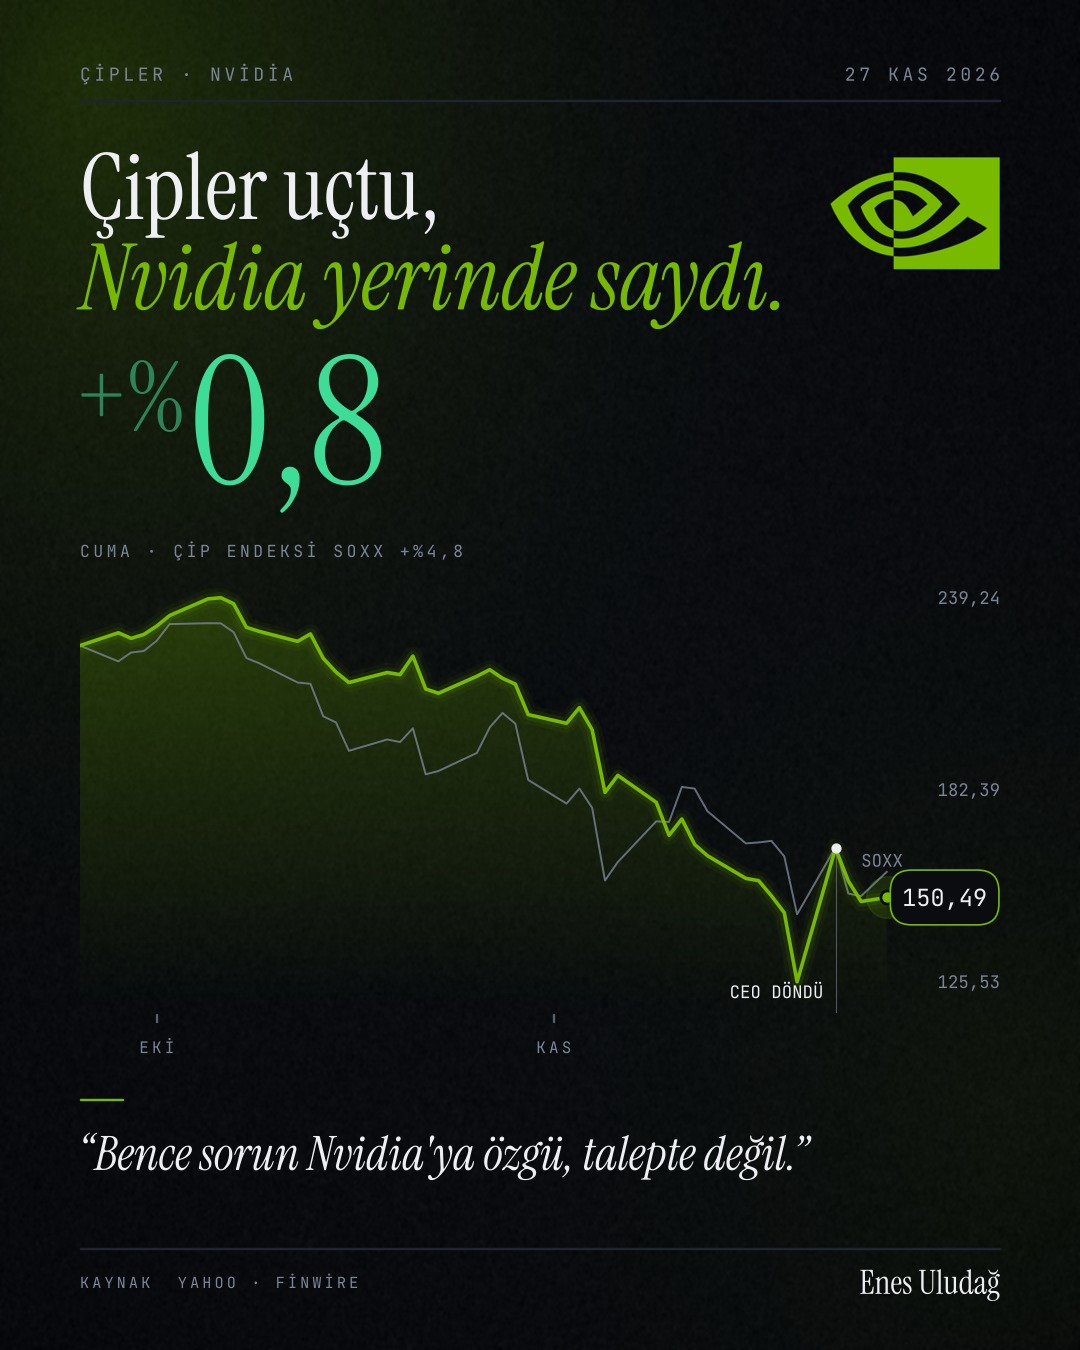 ÇİPLER · NVİDİA
27 KAS 2026
Çipler uçtu,
Nvidia yerinde saydı.
+%0,8
CUMA · ÇİP ENDEKSİ SOXX +%4,8
239,24
182,39
SOXX
150,49
125,53
CEO DÖNDÜ
EKİ
KAS
“Bence sorun Nvidia'ya özgü, talepte değil.”
KAYNAK YAHOO · FİNWİRE
Enes Uludağ